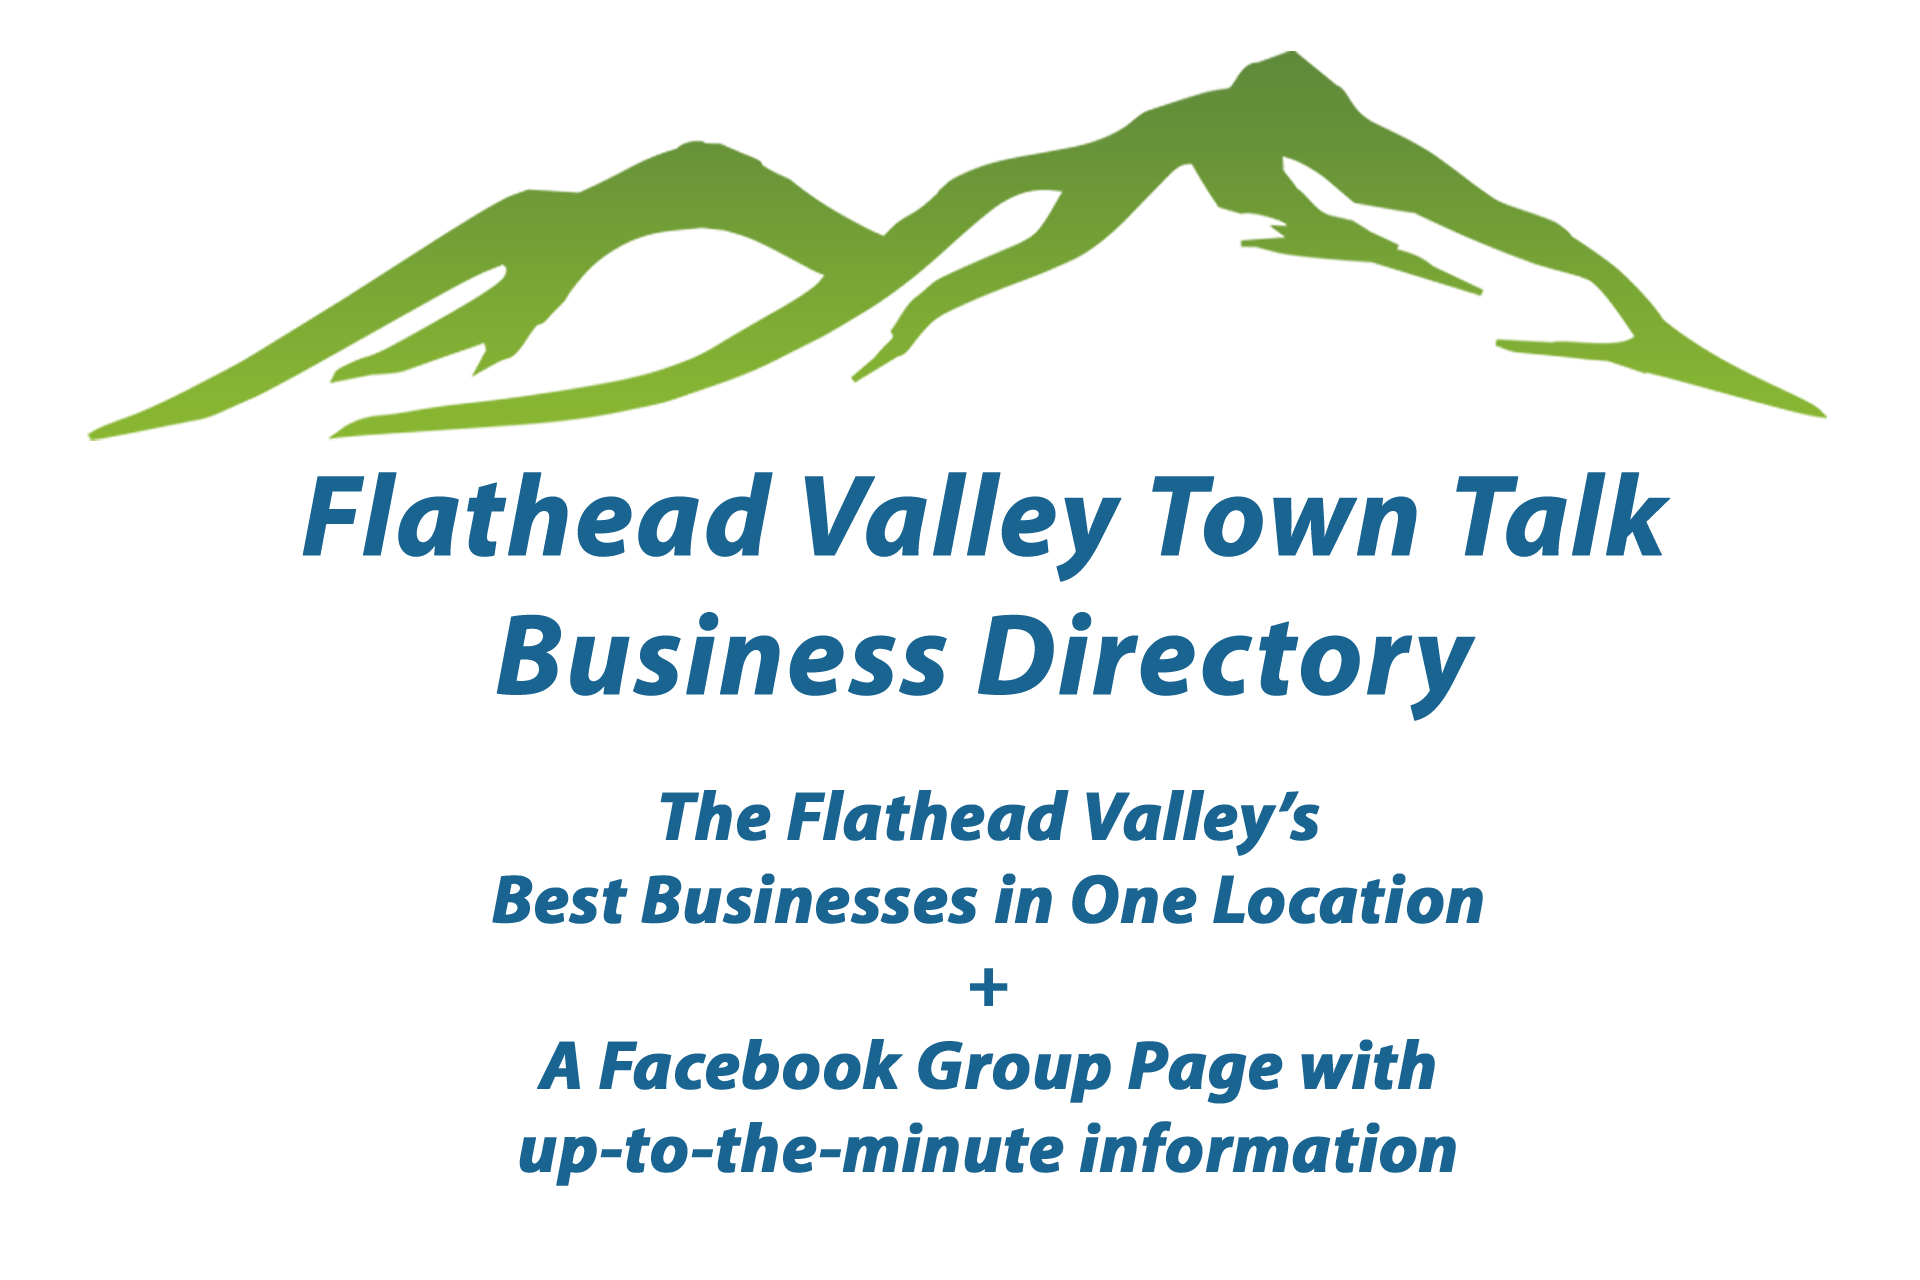 Flathead Valley Town Talk
Business Directory
The Flathead Valley’s
Best Businesses in One Location
+
A Facebook Group Page with
up-to-the-minute information